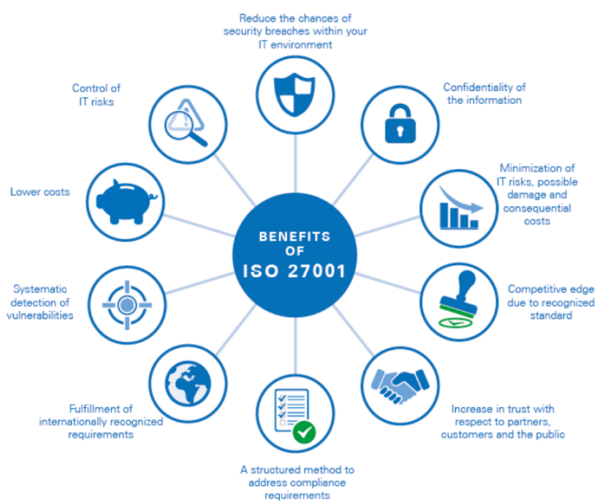 Reduce the chances of
security breaches within your
IT environment
Confidentiality of
the information
Minimization of
IT risks, possible
damage and
consequential
costs
Competitive edge
due to recognized
standard
Increase in trust with
respect to partners,
customers and the public
A structured method to
address compliance
requirements
Fulfillment of
internationally recognized
requirements
Systematic
detection of
vulnerabilities
Lower costs
Control of
IT risks
BENEFITS
OF
ISO 27001